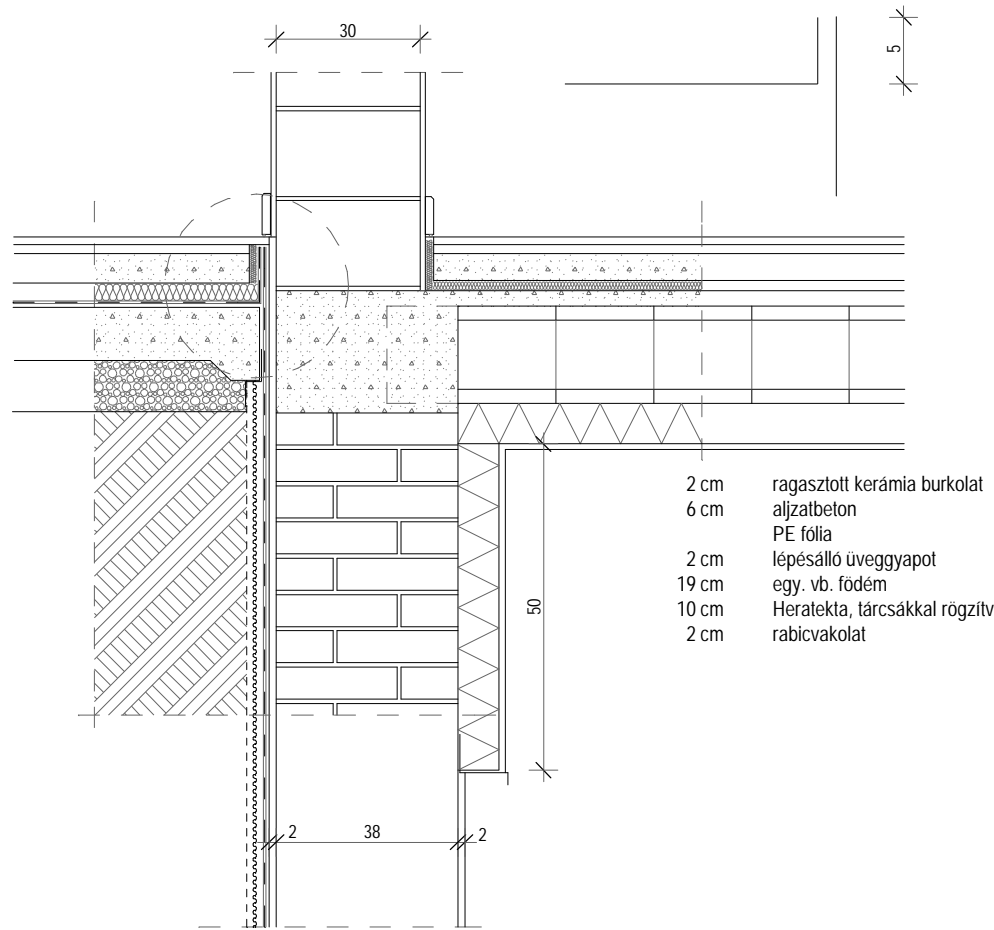 30
5
2 cm ragasztott kerámia burkolat
6 cm aljzatbeton
PE fólia
2 cm lépésálló üveggyapot
19 cm egy. vb. födém
10 cm Heratekta, tárcsákkal rögzítv
2 cm rabicvakolat
50
2 38 2